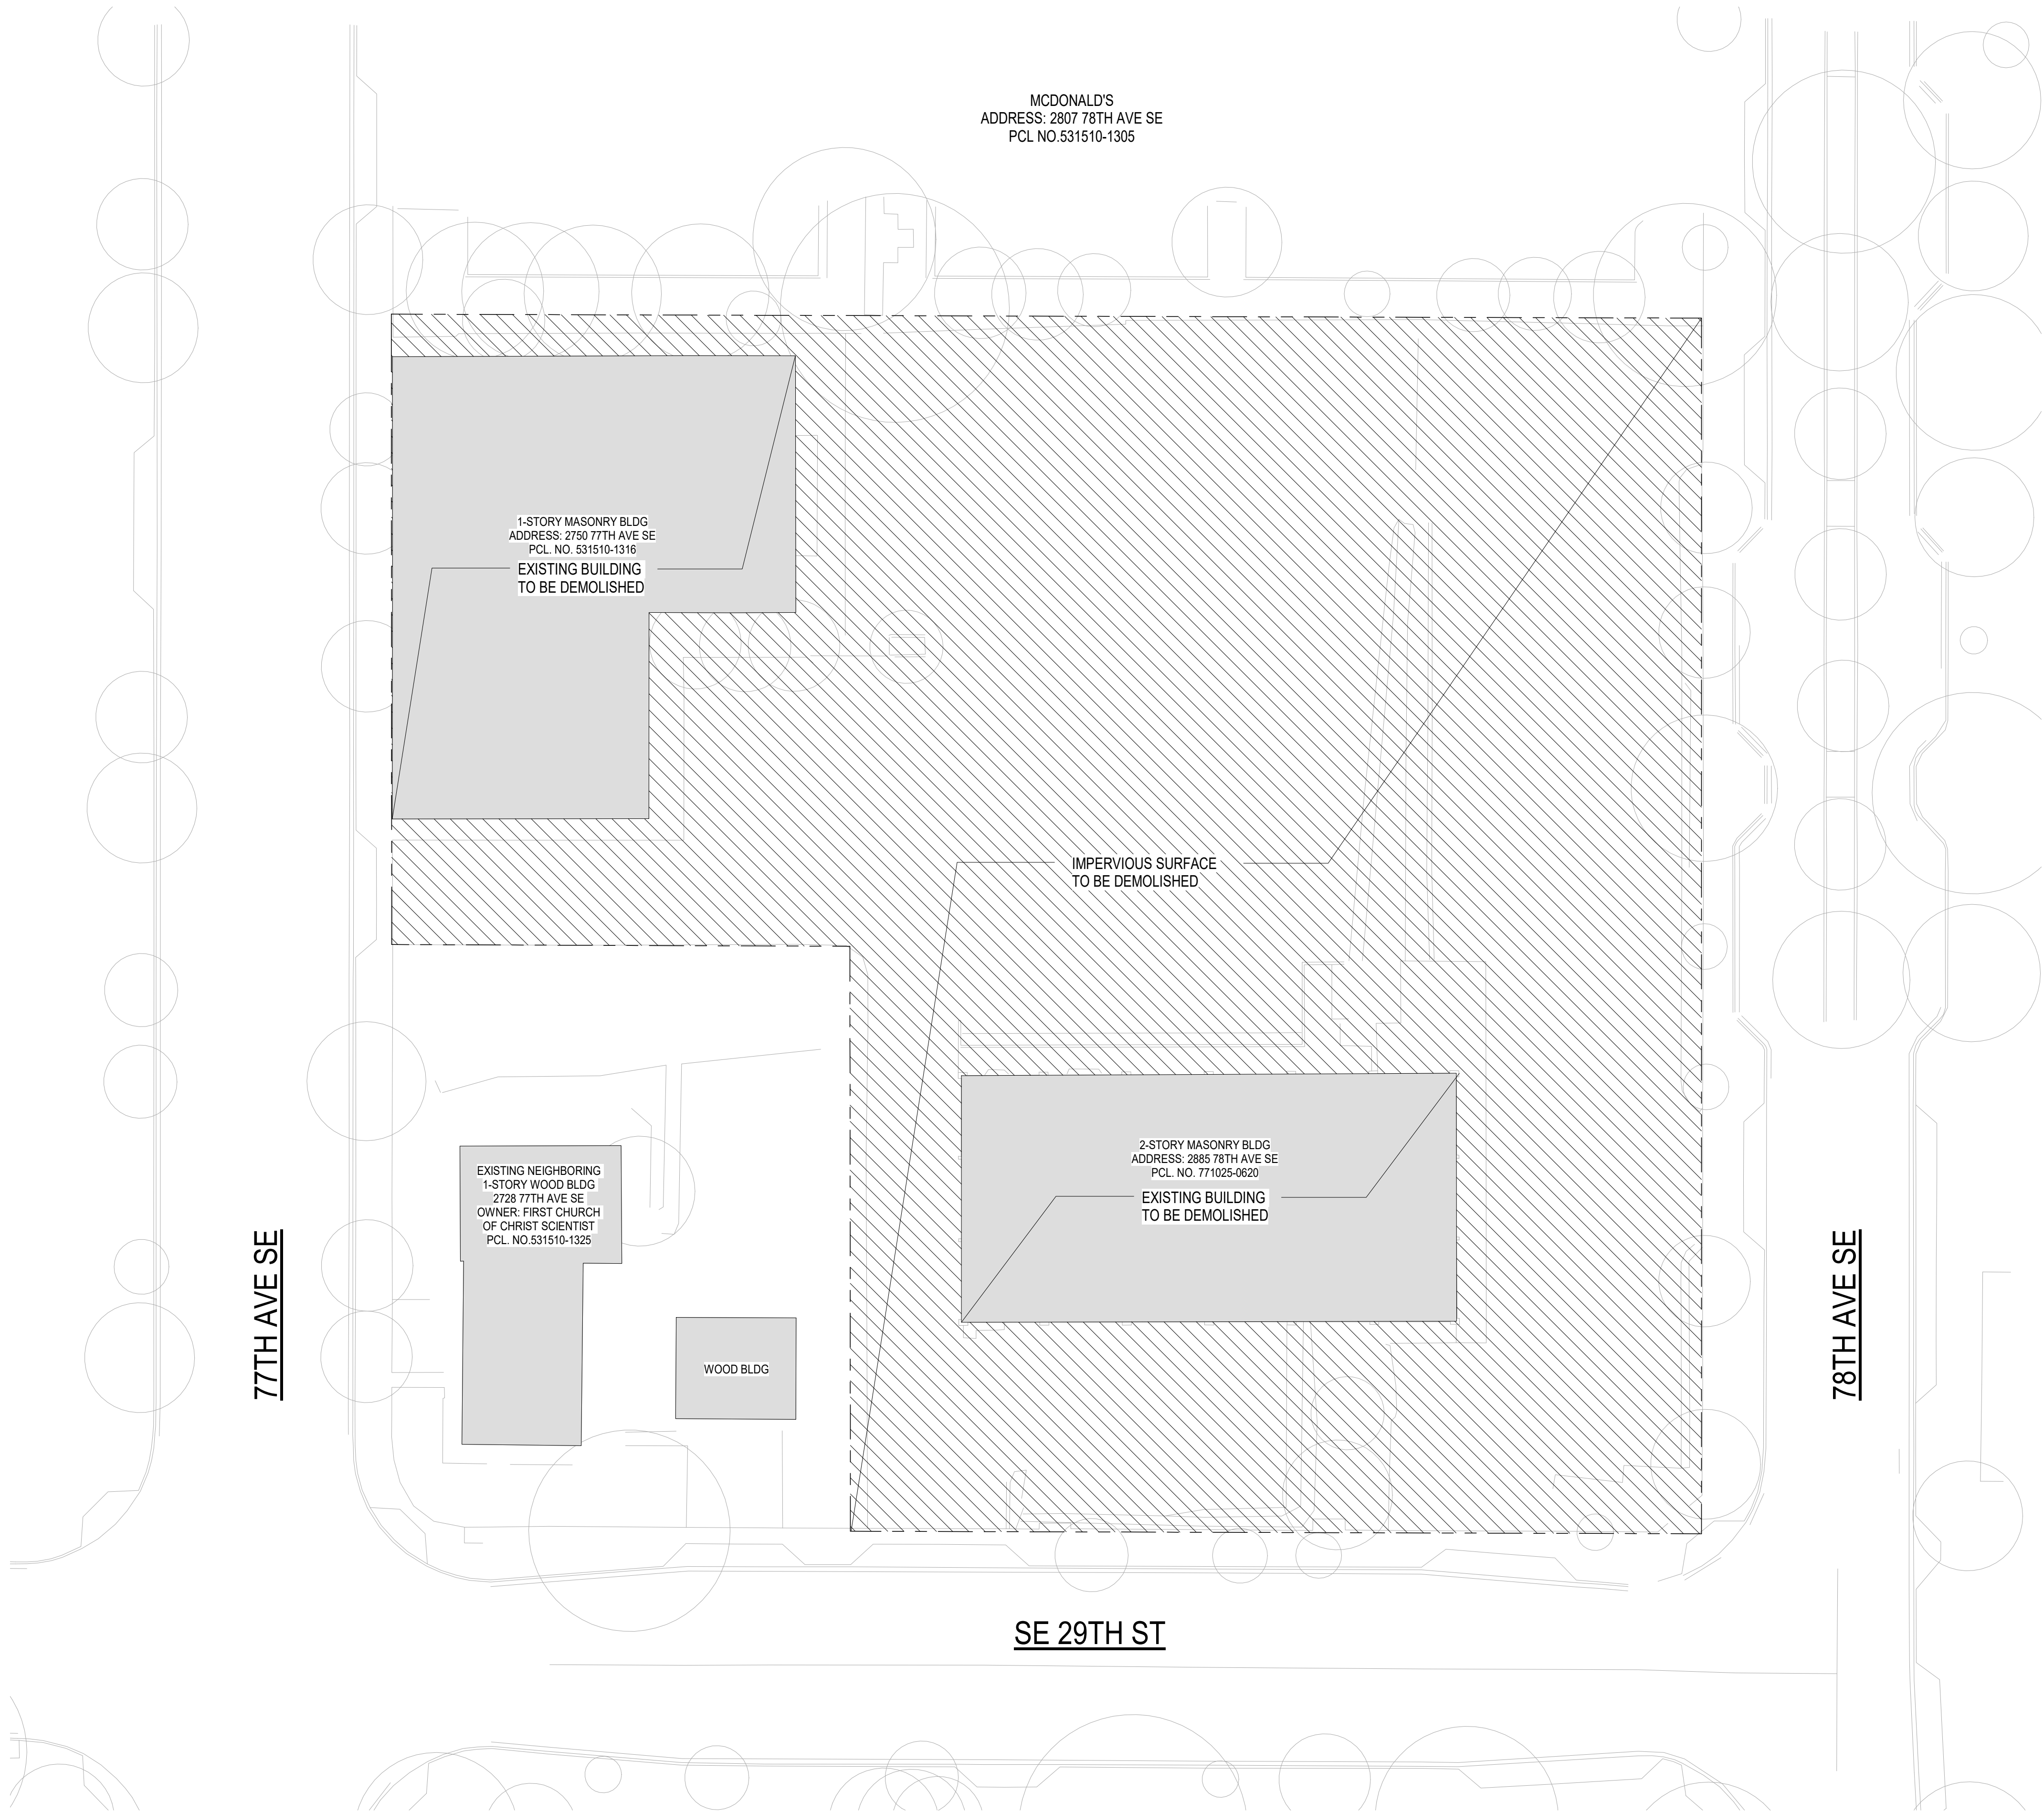 MCDONALD'S
ADDRESS: 2807 78TH AVE SE
PCL NO.531510-1305
1-STORY MASONRY BLDG
ADDRESS: 2750 77TH AVE SE
PCL. NO. 531510-1316
EXISTING BUILDING
TO BE DEMOLISHED
IMPERVIOUS SURFACE
TO BE DEMOLISHED
2-STORY MASONRY BLDG
ADDRESS: 2885 78TH AVE SE
PCL. NO. 771025-0620
EXISTING BUILDING
TO BE DEMOLISHED
EXISTING NEIGHBORING
1-STORY WOOD BLDG
2728 77TH AVE SE
OWNER: FIRST CHURCH
OF CHRIST SCIENTIST
PCL. NO.531510-1325
WOOD BLDG
77TH AVE SE
78TH AVE SE
SE 29TH ST